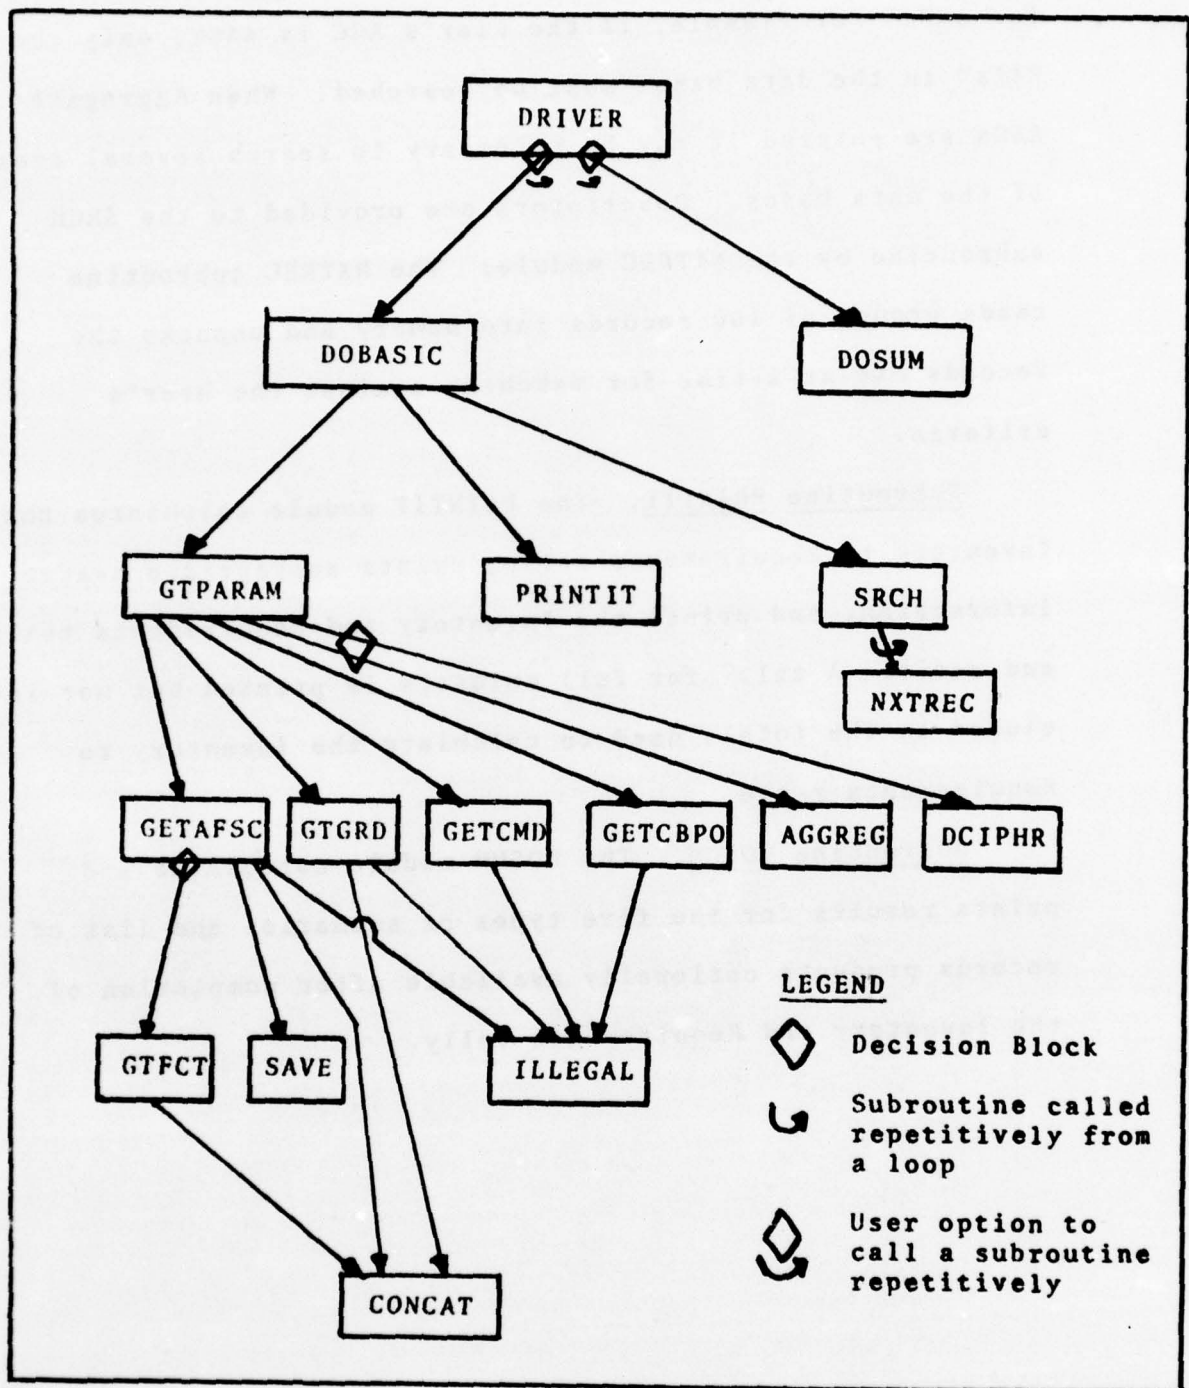 DRIVER
DOBASIC
DOSUM
GTPARAM
PRINTIT
SRCH
NXTREC
GETAFSC
GTGRD
GETCMD
GETCBPO
AGGREG
DCIPHR
GTFCT
SAVE
ILLEGAL
CONCAT
LEGEND
Decision Block
Subroutine called
repetitively from
a loop
User option to
call a subroutine
repetitively